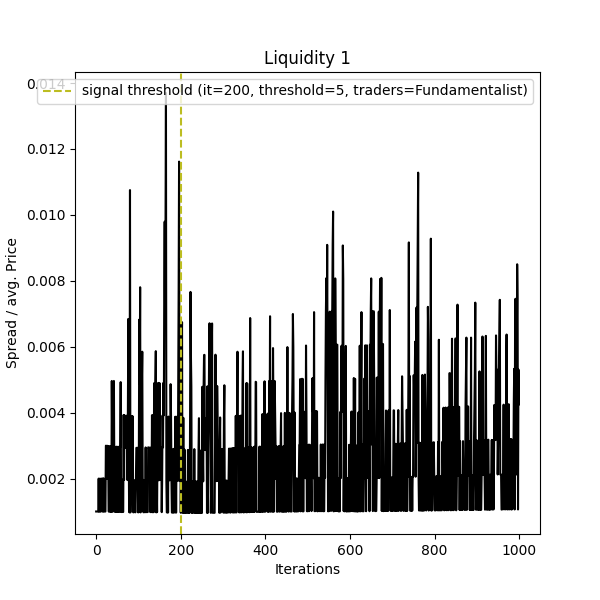 Liquidity 1
0.014
signal threshold (it=200, threshold=5, traders=Fundamentalist)
0.012
0.010
0.008
0.006
0.004
0.002
Spread / avg. Price
0 200 400 600 800 1000
Iterations